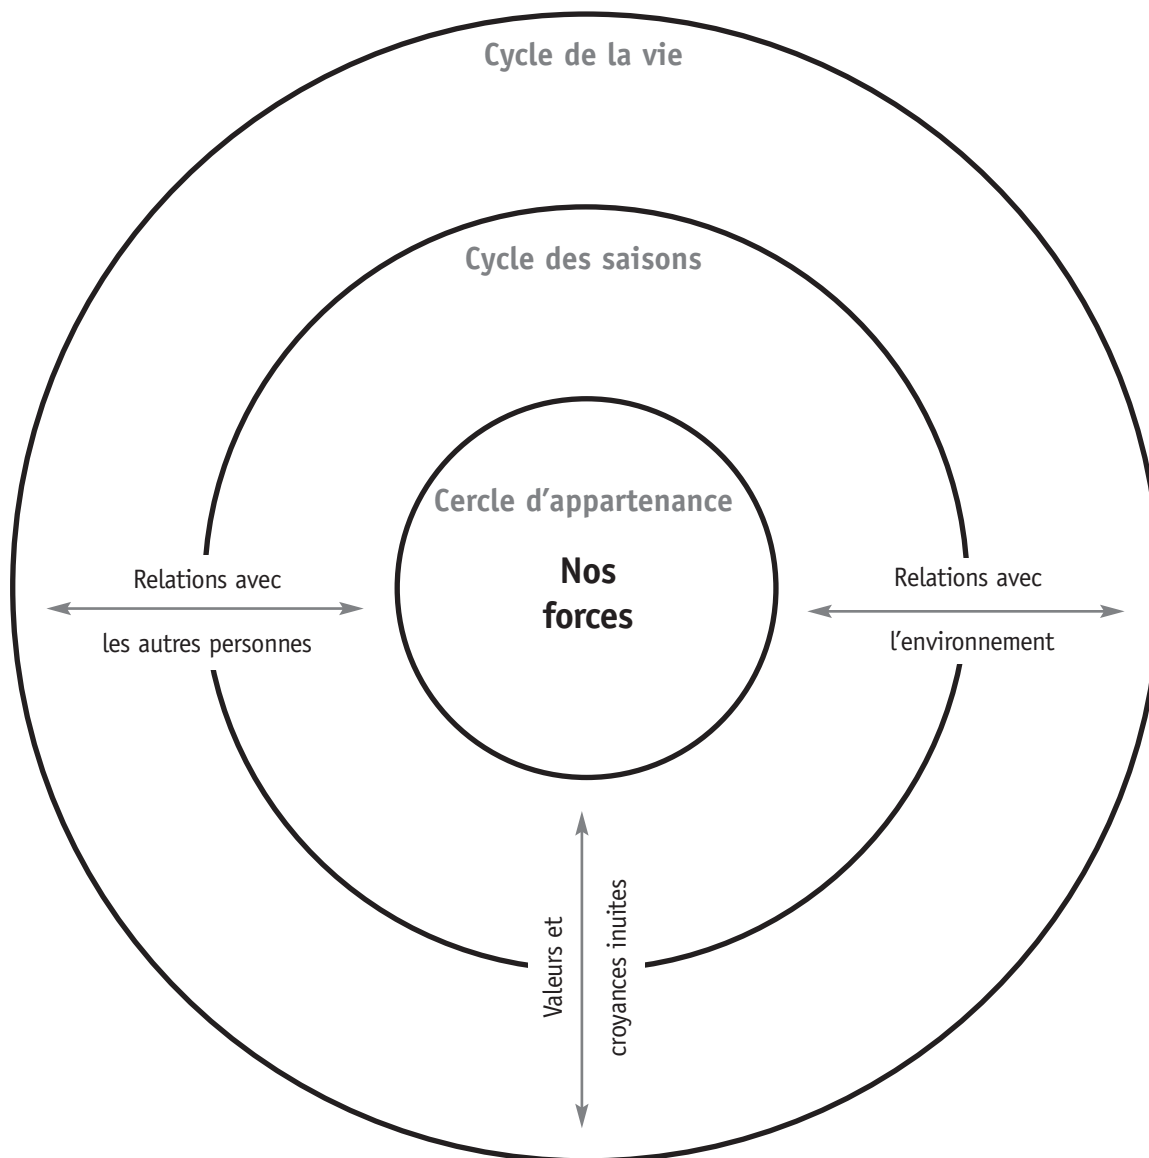 Cycle de la vie
Cycle des saisons
Cercle d'appartenance
Nos
forces
Relations avec
les autres personnes
Relations avec
l'environnement
Valeurs et
croyances inuites